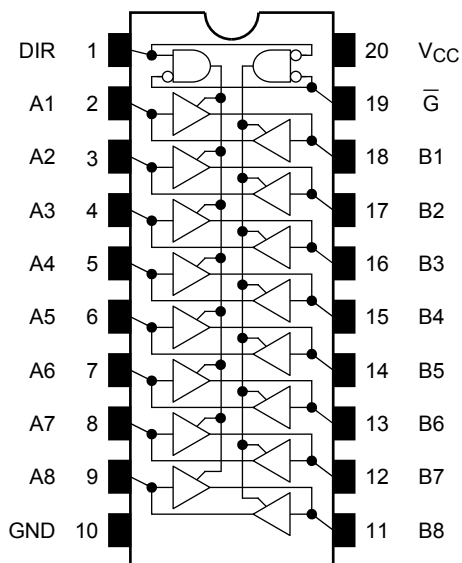 DIR 1 20 VCC
A1 2 19 G̅
A2 3 18 B1
A3 4 17 B2
A4 5 16 B3
A5 6 15 B4
A6 7 14 B5
A7 8 13 B6
A8 9 12 B7
GND 10 11 B8